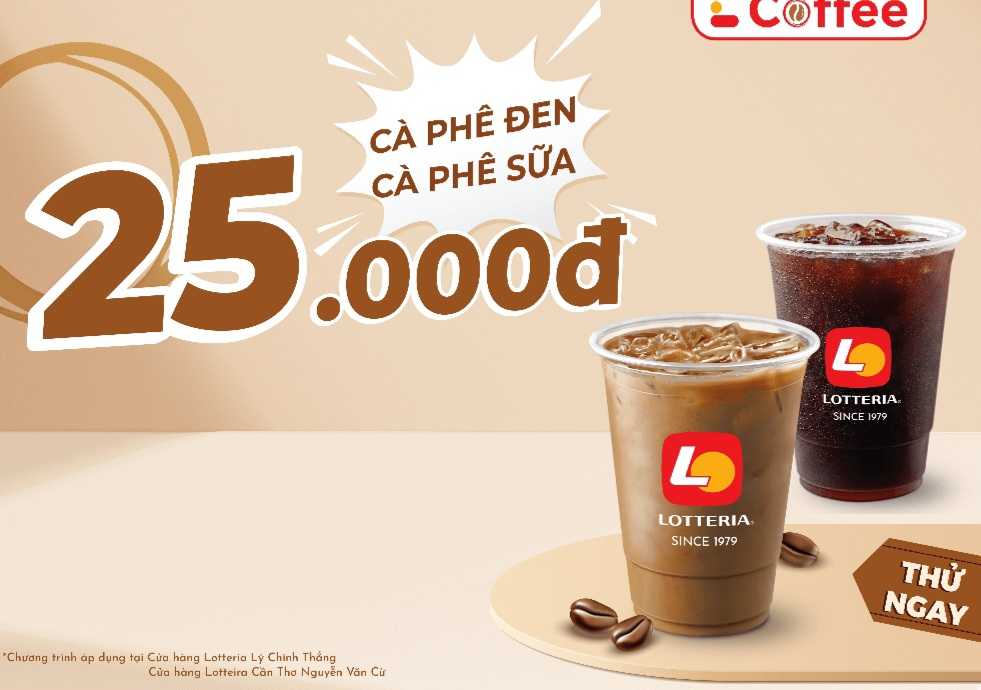 Coffee
CÀ PHÊ ĐEN
CÀ PHÊ SỮA
25.000đ
LOTTERIA
SINCE 1979
LOTTERIA
SINCE 1979
THỬ
NGAY
*Chương trình áp dụng tại Cửa hàng Lotteria Lý Chính Thắng
Cửa hàng Lotteira Cần Thơ Nguyễn Văn Cừ